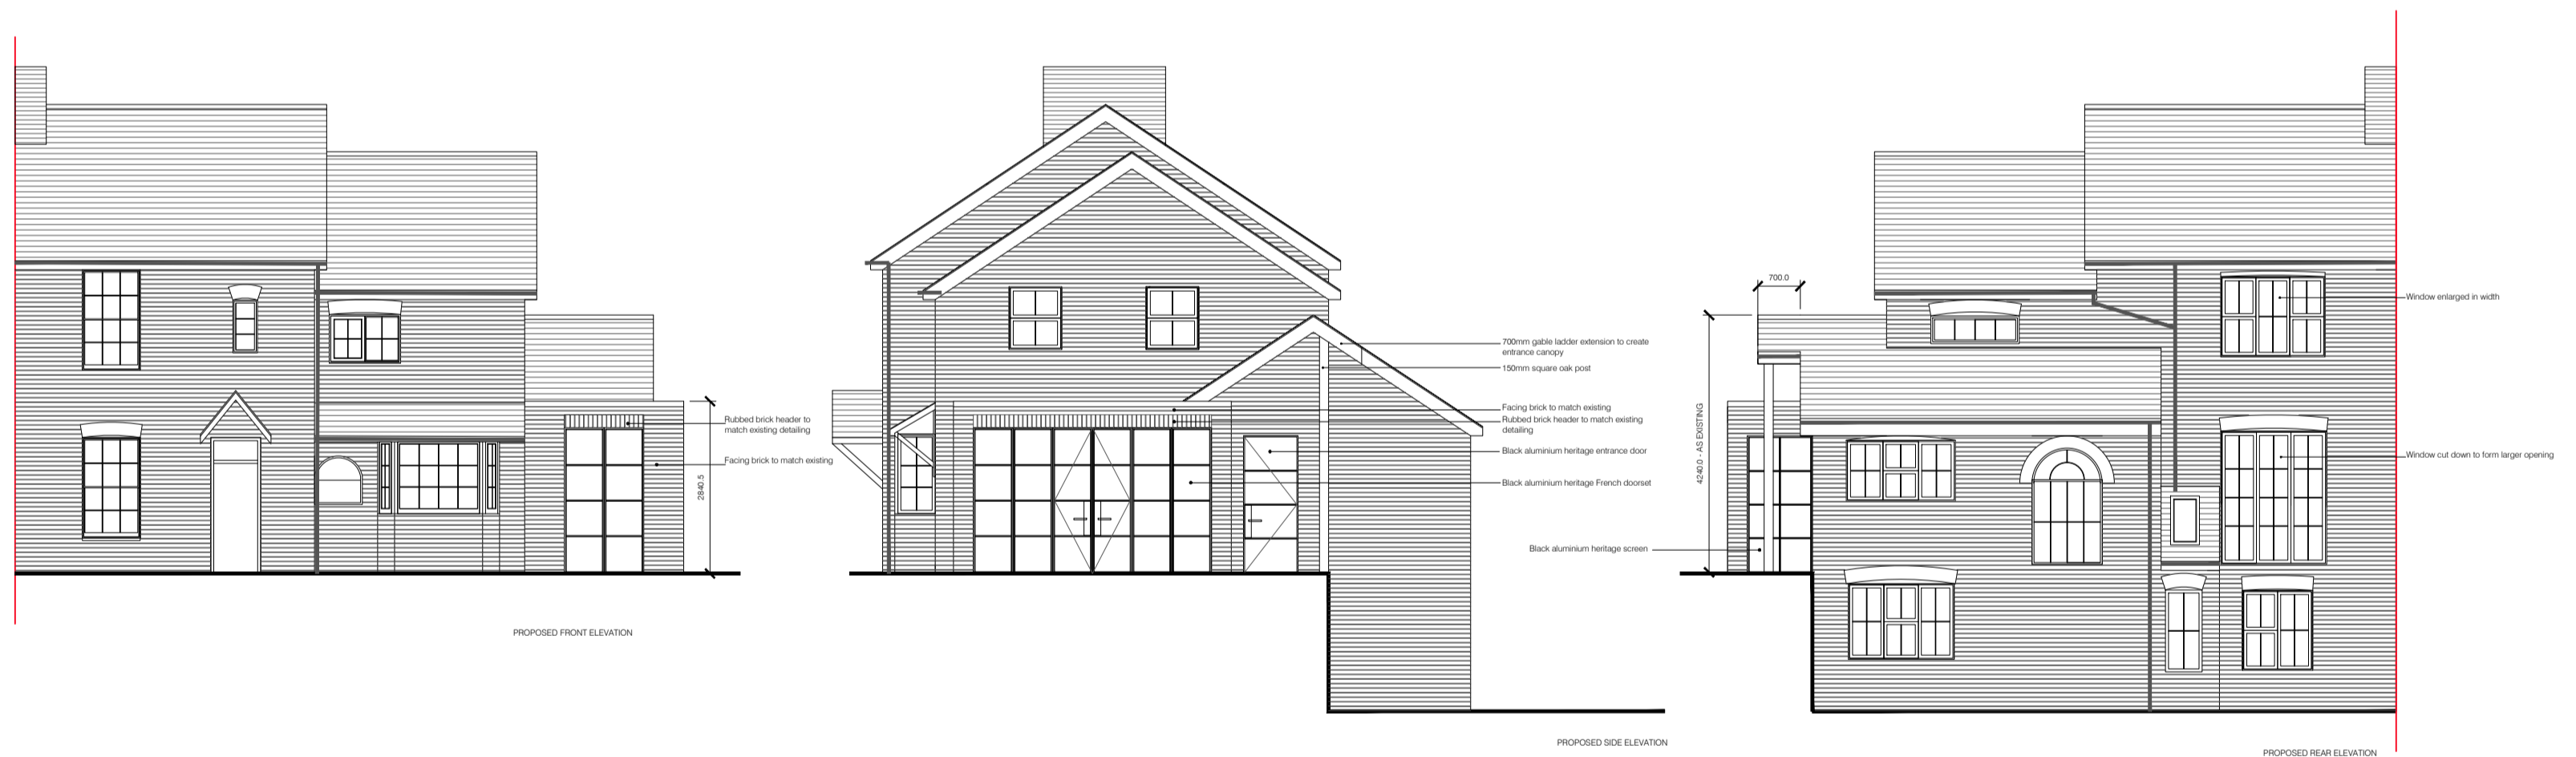 Rubbed brick header to
match existing detailing
Facing brick to match existing
2840.5
PROPOSED FRONT ELEVATION
700mm gable ladder extension to create
entrance canopy
150mm square oak post
Facing brick to match existing
Rubbed brick header to match existing
detailing
Black aluminium heritage entrance door
Black aluminium heritage French doorset
PROPOSED SIDE ELEVATION
700.0
4240.0 - AS EXISTING
Black aluminium heritage screen
Window enlarged in width
Window cut down to form larger opening
PROPOSED REAR ELEVATION